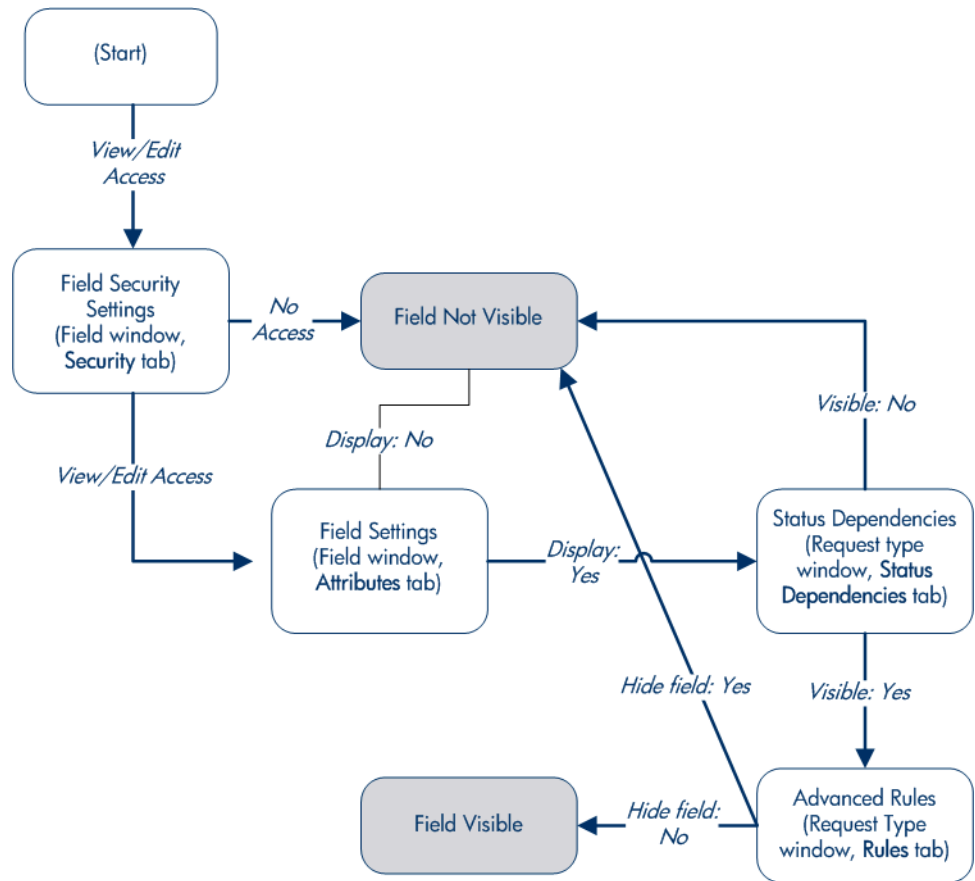 (Start)
View/Edit
Access
Field Security
Settings
(Field window,
Security tab)
No
Access
Field Not Visible
Display: No
Visible: No
View/Edit Access
Field Settings
(Field window,
Attributes tab)
Display:
Yes
Status Dependencies
(Request type
window, Status
Dependencies tab)
Hide field: Yes
Visible: Yes
Field Visible
Hide field:
No
Advanced Rules
(Request Type
window, Rules tab)